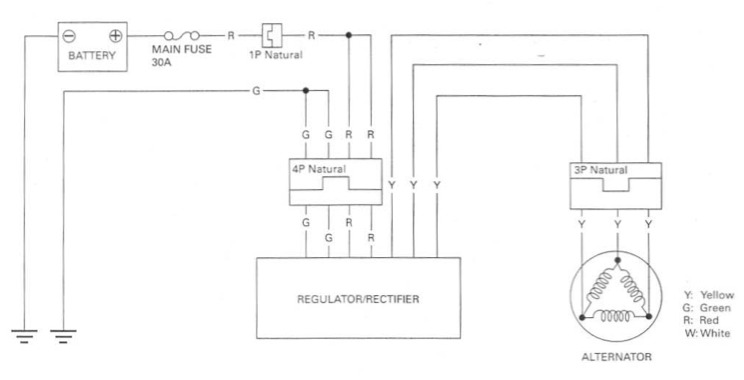 BATTERY
MAIN FUSE
30A
R
1P Natural
R
G
G G R R
4P Natural
3P Natural
Y Y Y
G R
G R
Y Y Y
REGULATOR/RECTIFIER
Y: Yellow
G: Green
R: Red
W: White
ALTERNATOR